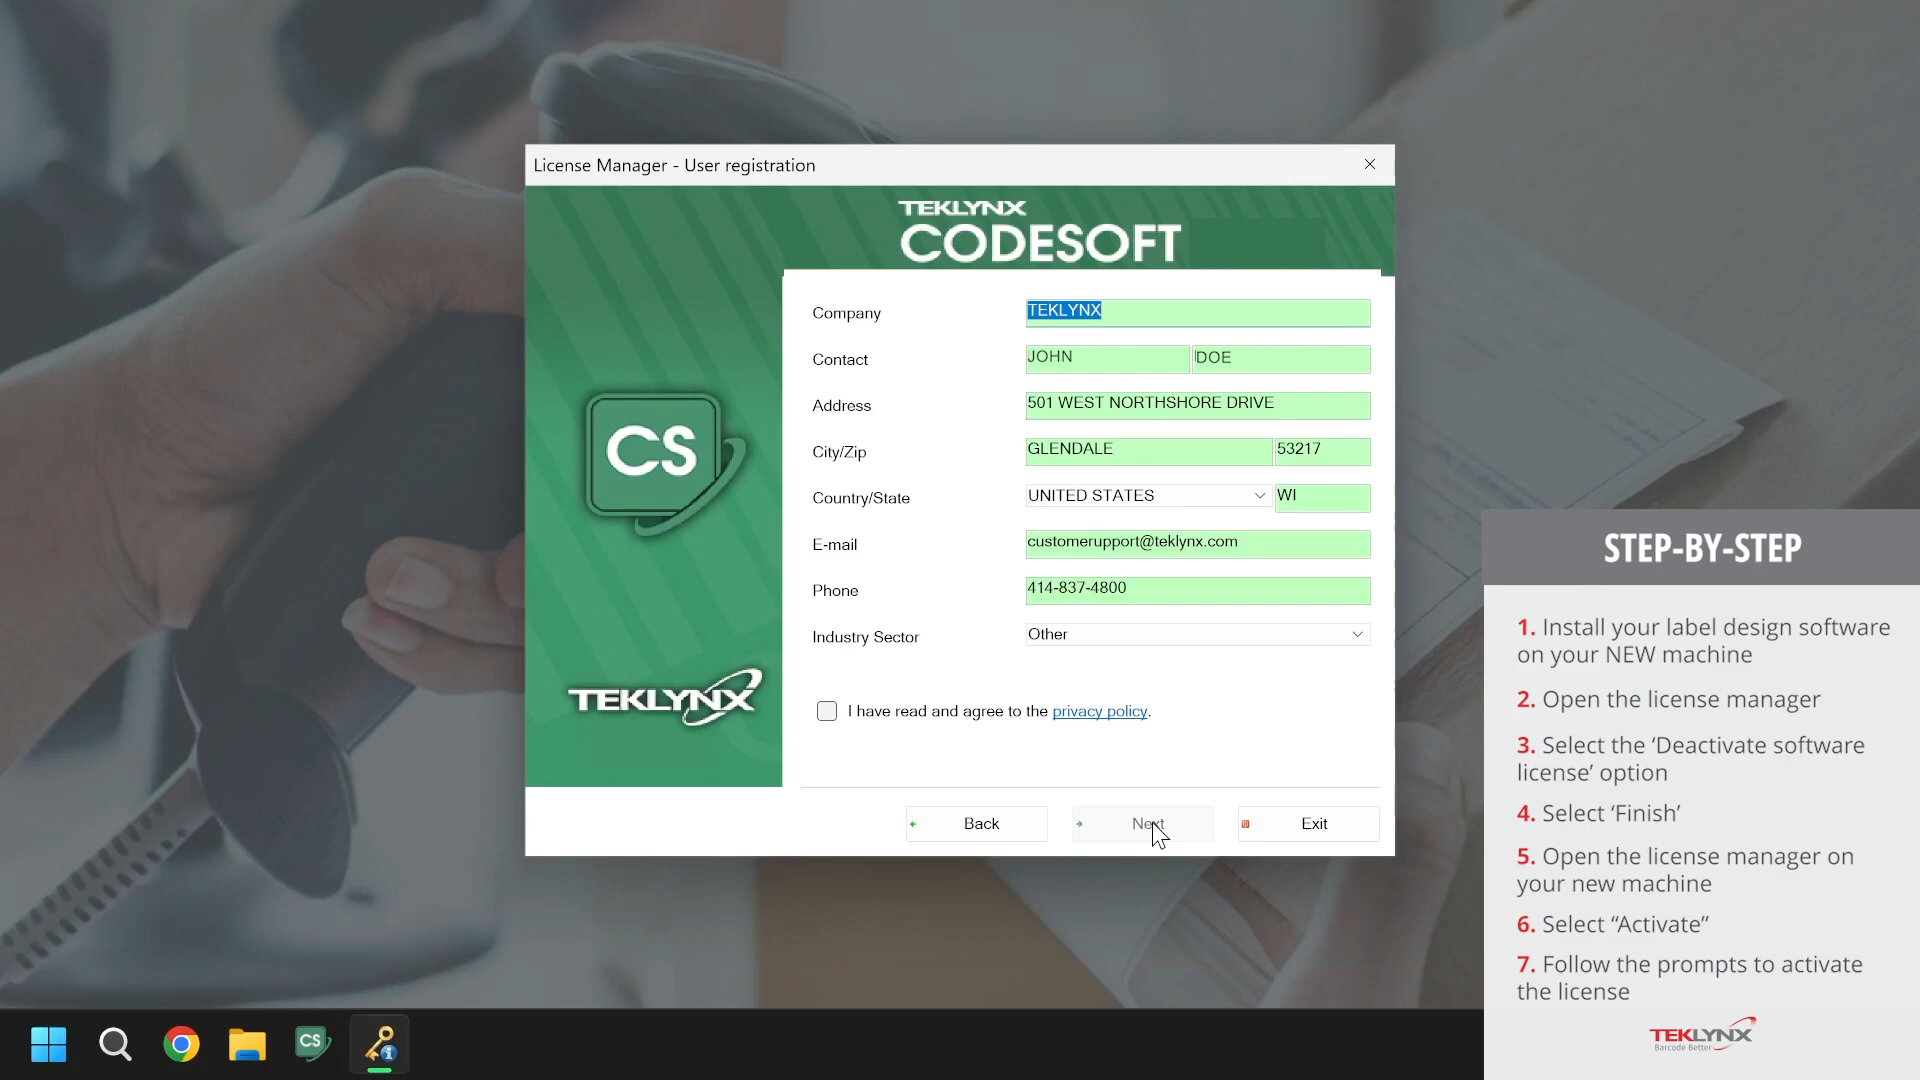 License Manager - User registration
TEKLYNX
CODESOFT
Company
TEKLYNX
Contact
JOHN DOE
Address
501 WEST NORTHSHORE DRIVE
City/Zip
GLENDALE 53217
Country/State
UNITED STATES WI
E-mail
customerupport@teklynx.com
Phone
414-837-4800
Industry Sector
Other
I have read and agree to the privacy policy.
CS
TEKLYNX
Back Next Exit
STEP-BY-STEP
1. Install your label design software
on your NEW machine
2. Open the license manager
3. Select the ‘Deactivate software
license’ option
4. Select ‘Finish’
5. Open the license manager on
your new machine
6. Select “Activate”
7. Follow the prompts to activate
the license
TEKLYNX
Barcode Better
CS